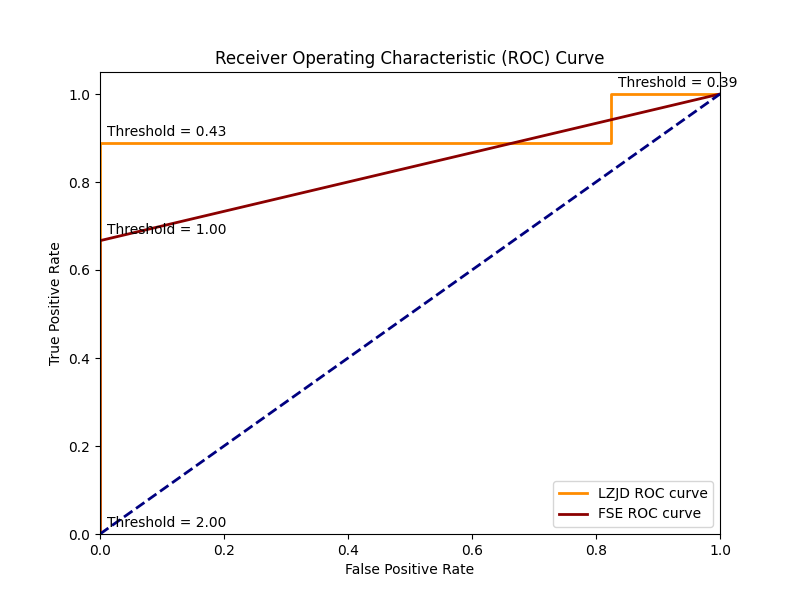 Receiver Operating Characteristic (ROC) Curve
Threshold = 0.39
1.0
Threshold = 0.43
0.8
Threshold = 1.00
0.6
True Positive Rate
0.4
0.2
LZJD ROC curve
FSE ROC curve
Threshold = 2.00
0.0
0.0 0.2 0.4 0.6 0.8 1.0
False Positive Rate